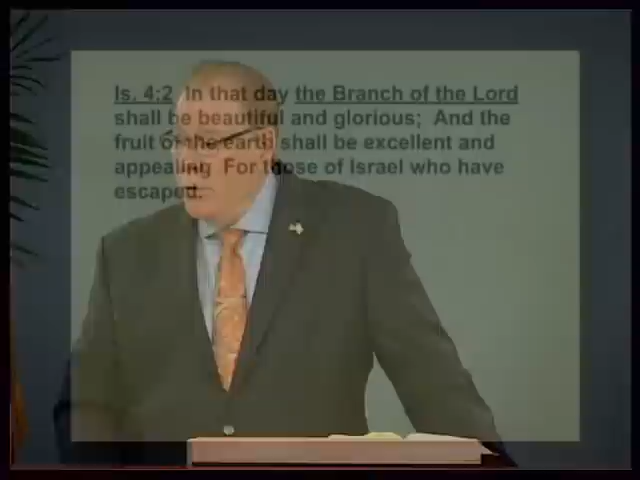 Is. 4:2 In that day the Branch of the Lord
shall be beautiful and glorious; And the
fruit of the earth shall be excellent and
appealing For those of Israel who have
escaped.